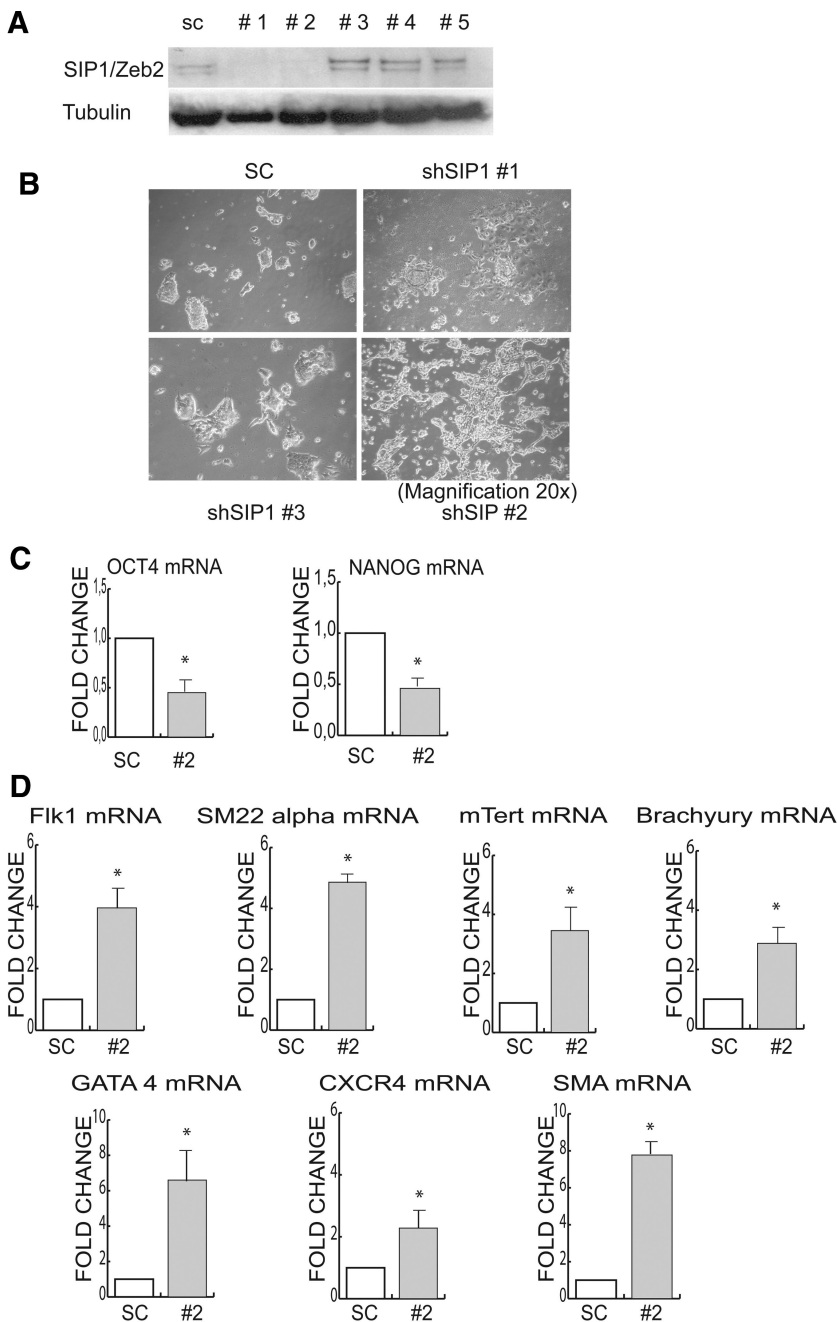 A
sc # 1 # 2 # 3 # 4 # 5
SIP1/Zeb2
Tubulin
B
SC shSIP1 #1
(Magnification 20x)
shSIP1 #3 shSIP #2
C
OCT4 mRNA NANOG mRNA
FOLD CHANGE
1,5
1,0
0,5
0,0
SC #2
FOLD CHANGE
1,5
1,0
0,5
0,0
SC #2
*
*
D
Flk1 mRNA SM22 alpha mRNA mTert mRNA Brachyury mRNA
FOLD CHANGE
6
4
2
0
*
SC #2
FOLD CHANGE
6
4
2
0
*
SC #2
FOLD CHANGE
6
4
2
0
*
SC #2
FOLD CHANGE
6
4
2
0
*
SC #2
GATA 4 mRNA CXCR4 mRNA SMA mRNA
FOLD CHANGE
10
8
6
4
2
0
*
SC #2
FOLD CHANGE
6
4
2
0
*
SC #2
FOLD CHANGE
10
8
6
4
2
0
*
SC #2